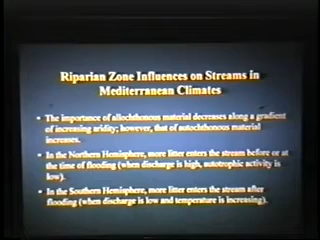 Riparian Zone Influences on Streams in
Mediterranean Climates
• The importance of allochthonous material decreases along a gradient
of increasing aridity; however, that of autochthonous material
increases.
• In the Northern Hemisphere, more litter enters the stream before or at
the time of flooding (when discharge is high, autotrophic activity is
low).
• In the Southern Hemisphere, more litter enters the stream after
flooding (when discharge is low and temperature is increasing).